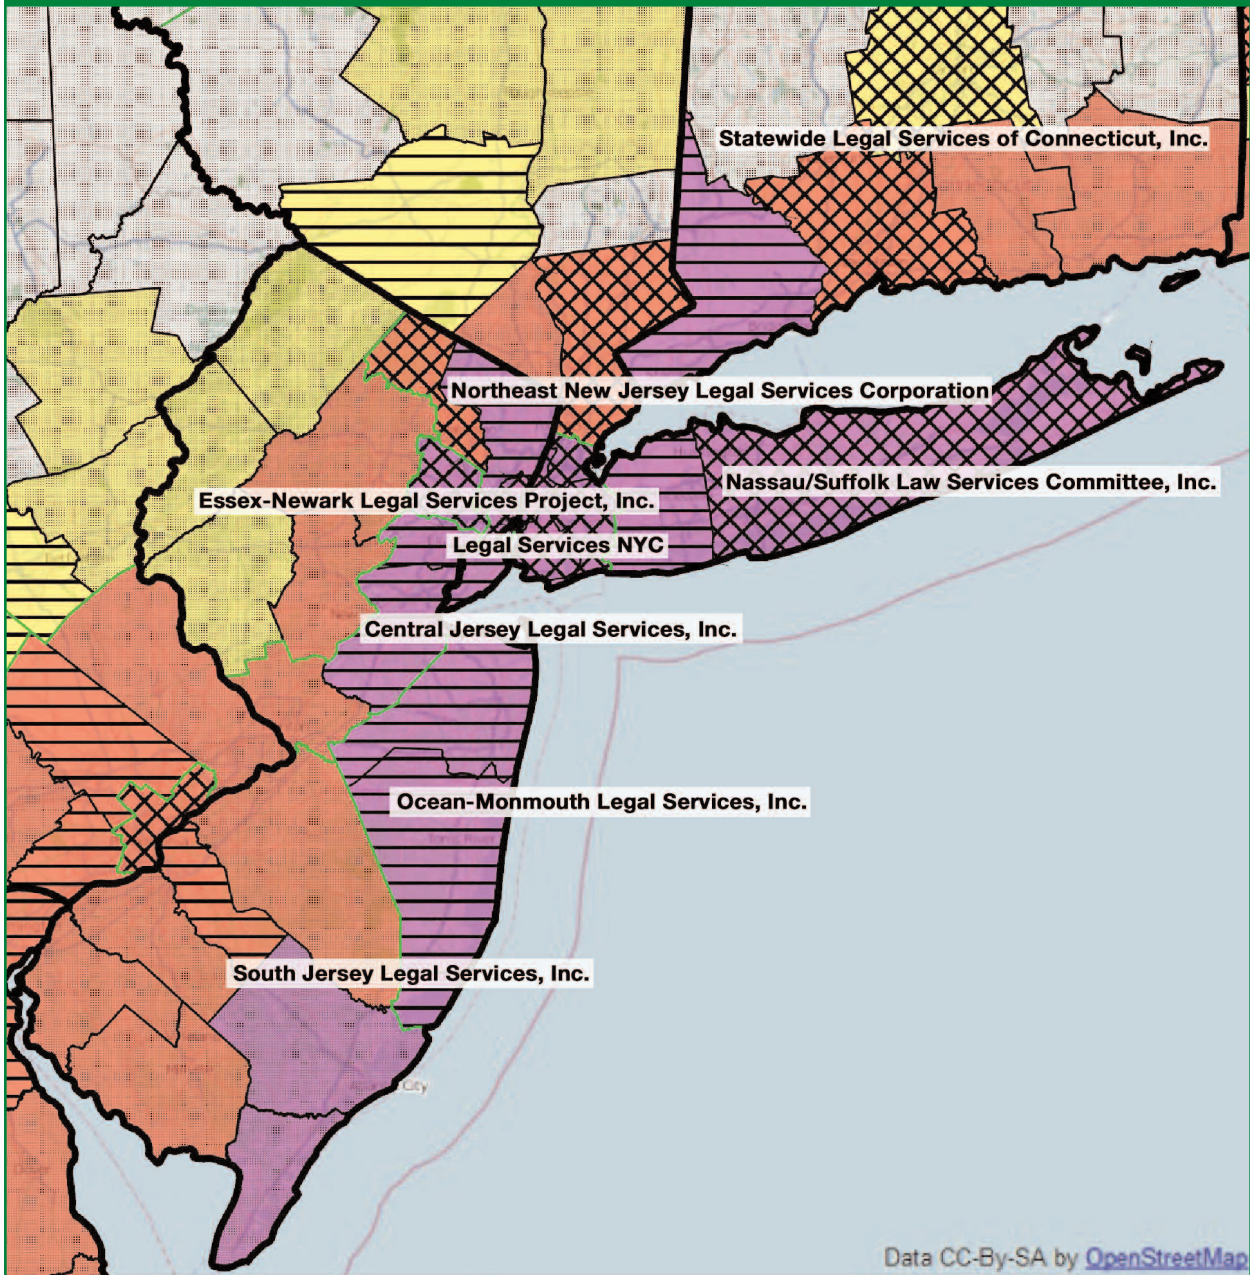 Statewide Legal Services of Connecticut, Inc.
Northeast New Jersey Legal Services Corporation
Nassau/Suffolk Law Services Committee, Inc.
Essex-Newark Legal Services Project, Inc.
Legal Services NYC
Central Jersey Legal Services, Inc.
Ocean-Monmouth Legal Services, Inc.
South Jersey Legal Services, Inc.
City
Data CC-By-SA by OpenStreetMap